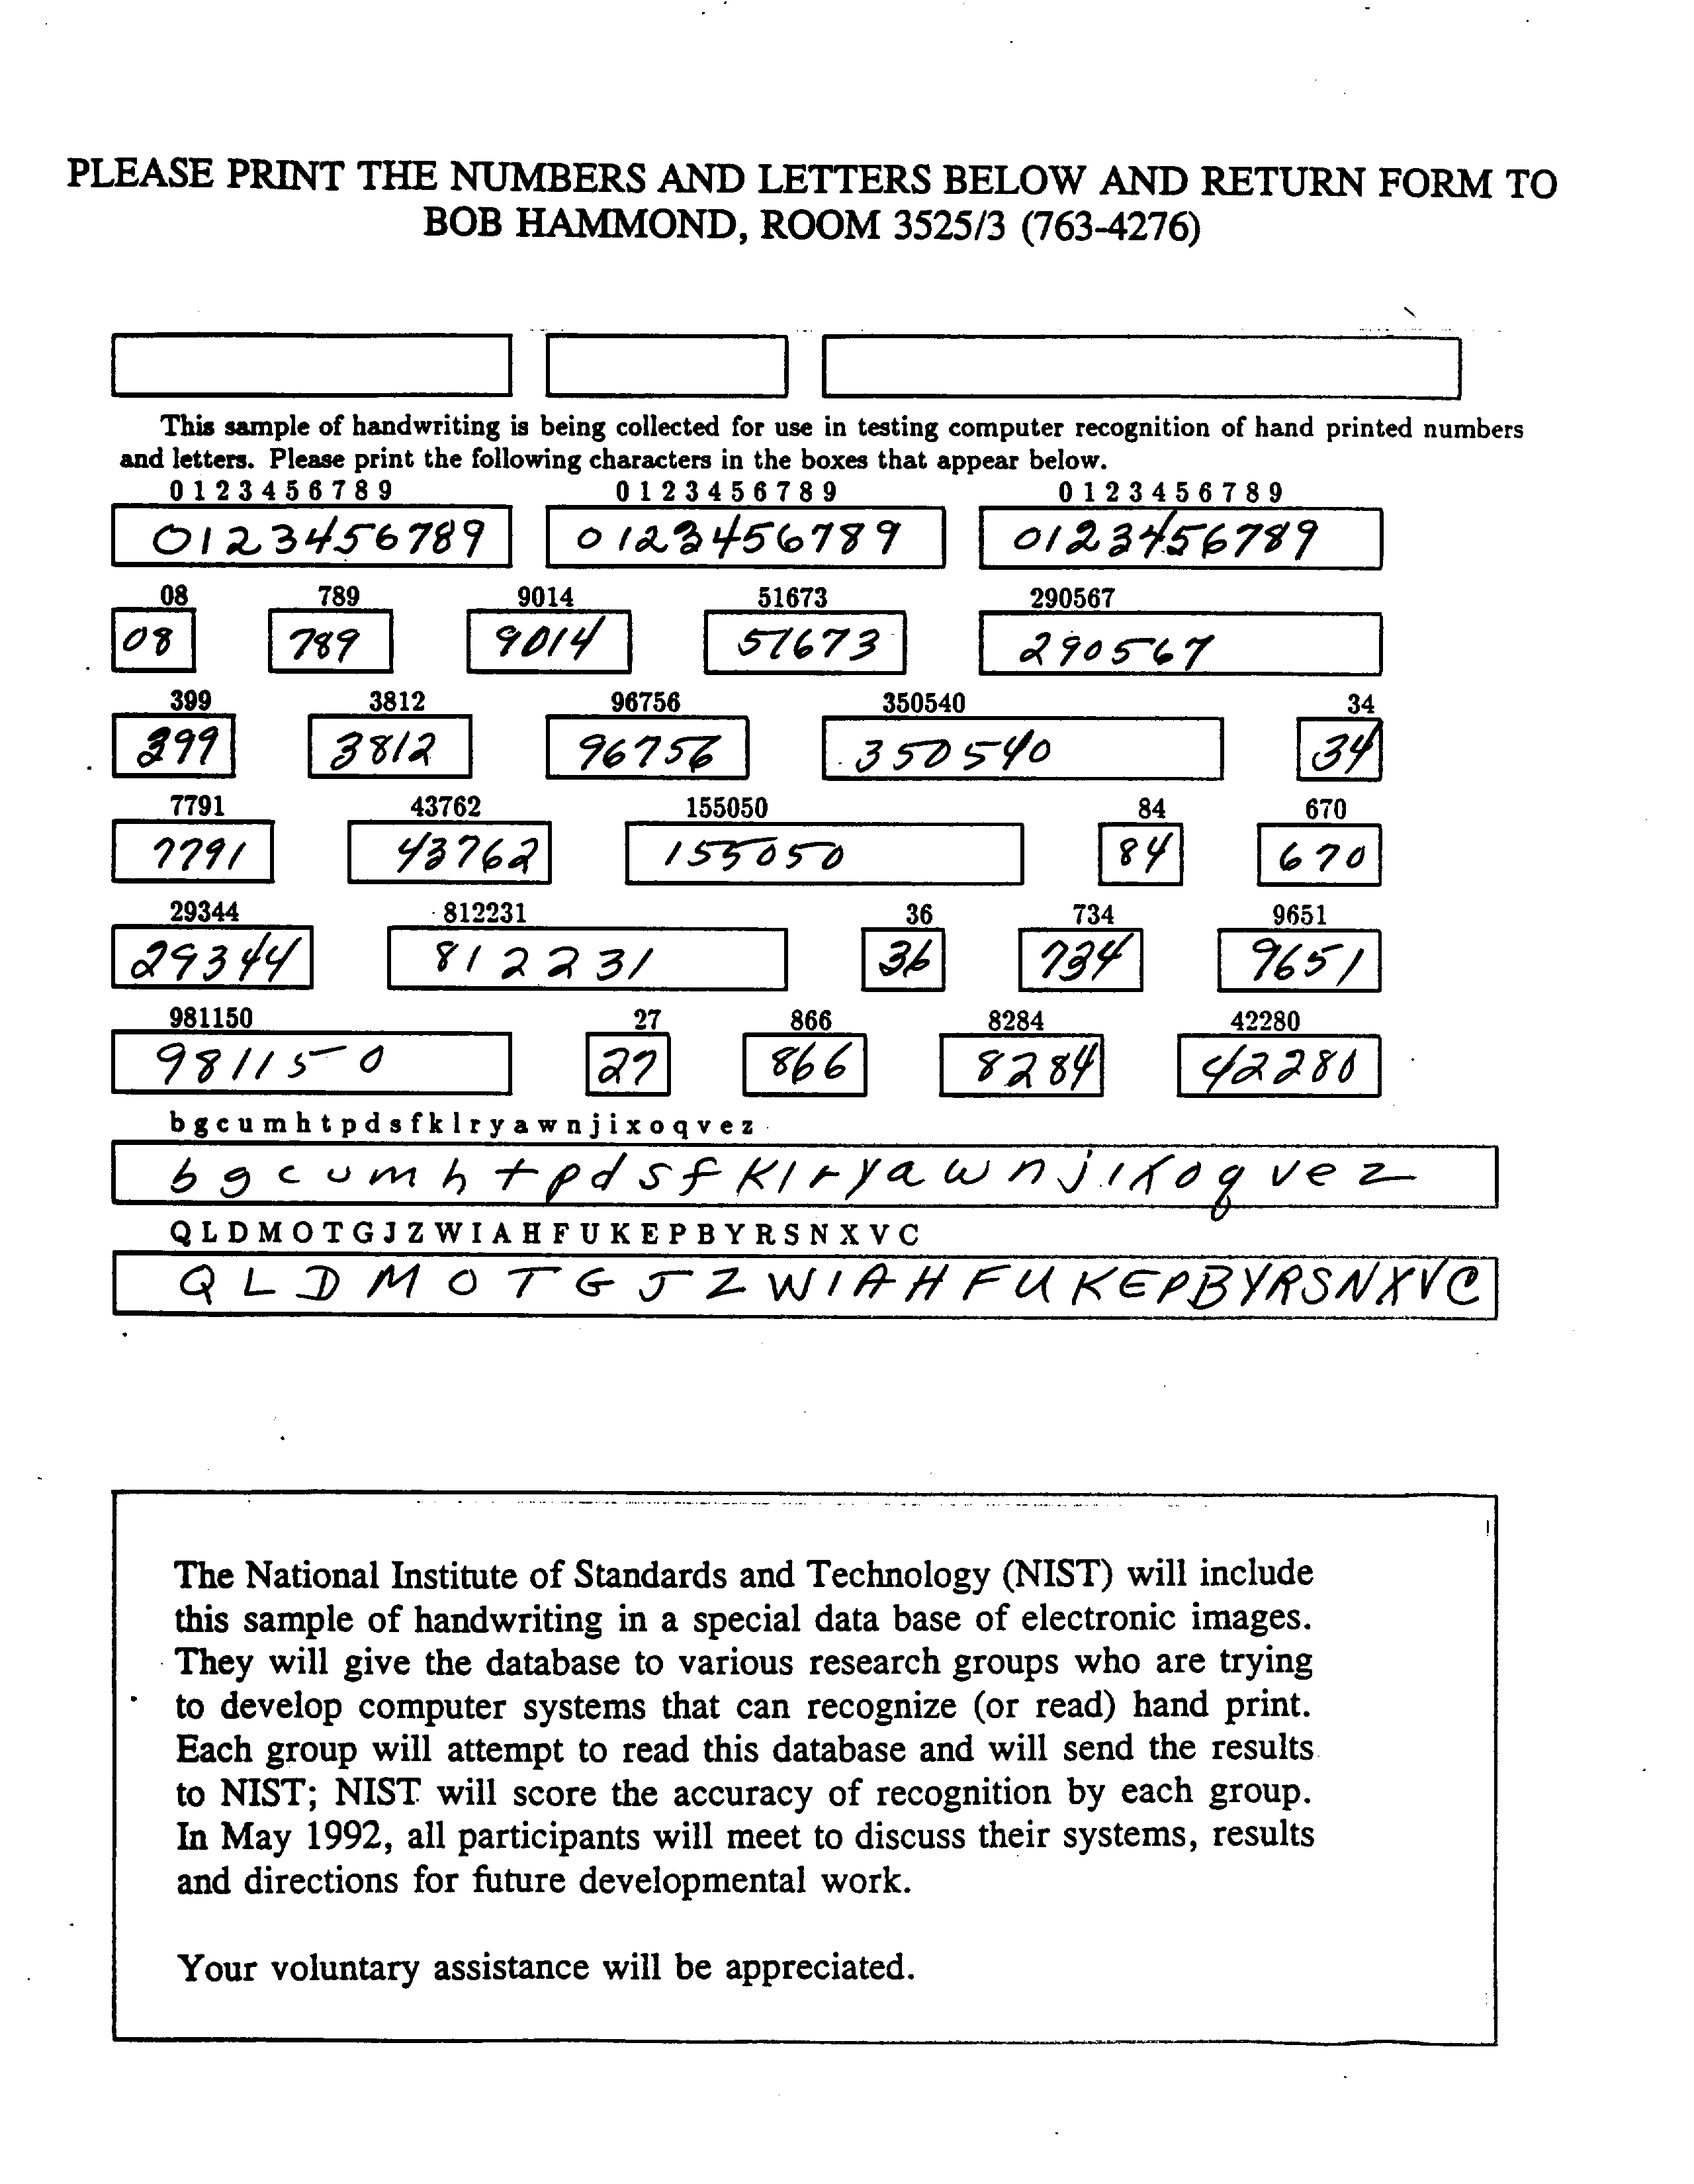 PLEASE PRINT THE NUMBERS AND LETTERS BELOW AND RETURN FORM TO
BOB HAMMOND, ROOM 3525/3 (763-4276)
This sample of handwriting is being collected for use in testing computer recognition of hand printed numbers
and letters. Please print the following characters in the boxes that appear below.
0 1 2 3 4 5 6 7 8 9 0 1 2 3 4 5 6 7 8 9 0 1 2 3 4 5 6 7 8 9
0123456789 0123456789 0123456789
08 789 9014 51673 290567
08 789 9014 51673 290567
399 3812 96756 350540 34
399 3812 96756 350540 34
7791 43762 155050 84 670
7791 43762 155050 84 670
29344 812231 36 734 9651
29344 812231 36 734 9651
981150 27 866 8284 42280
981150 27 866 8284 42280
b g c u m h t p d s f k l r y a w n j i x o q v e z
b g c u m h t p d s f k l r y a w n j i x o q v e z
Q L D M O T G J Z W I A H F U K E P B Y R S N X V C
Q L D M O T G J Z W I A H F U K E P B Y R S N X V C
The National Institute of Standards and Technology (NIST) will include
this sample of handwriting in a special data base of electronic images.
They will give the database to various research groups who are trying
to develop computer systems that can recognize (or read) hand print.
Each group will attempt to read this database and will send the results
to NIST; NIST will score the accuracy of recognition by each group.
In May 1992, all participants will meet to discuss their systems, results
and directions for future developmental work.
Your voluntary assistance will be appreciated.